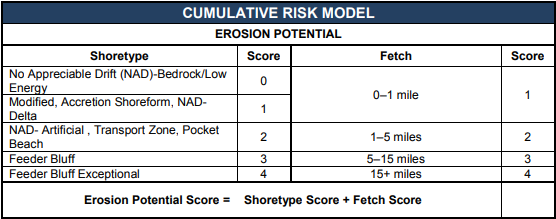 CUMULATIVE RISK MODEL
EROSION POTENTIAL
Shoretype Score Fetch Score
No Appreciable Drift (NAD)-Bedrock/Low
Energy
0
Modified, Accretion Shoreform, NAD-
Delta
1
0–1 mile 1
NAD- Artificial , Transport Zone, Pocket
Beach
2 1–5 miles 2
Feeder Bluff 3 5–15 miles 3
Feeder Bluff Exceptional 4 15+ miles 4
Erosion Potential Score = Shoretype Score + Fetch Score